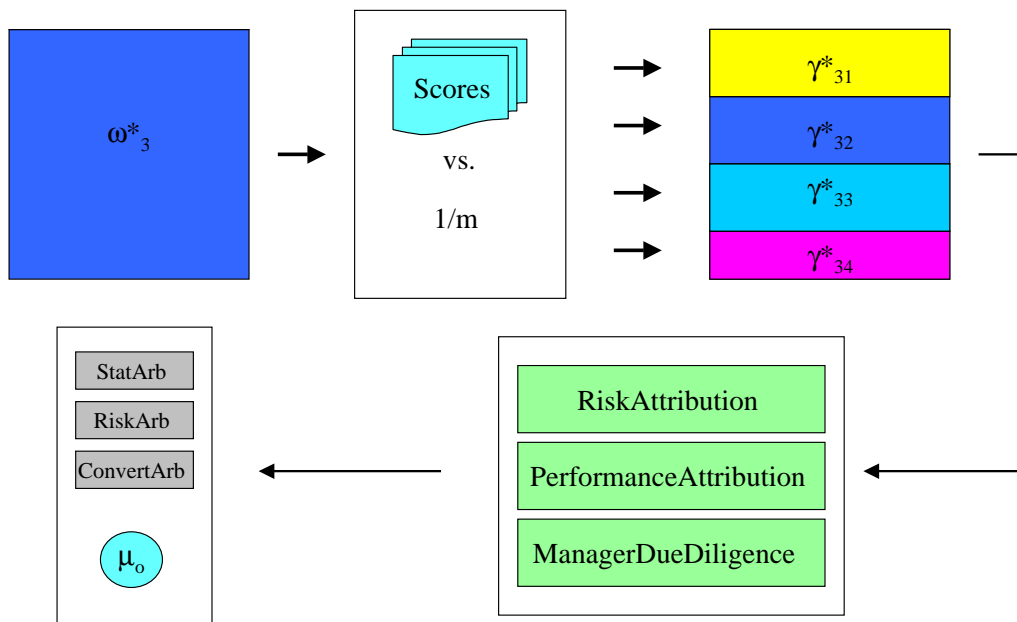 ω*₃
Scores
vs.
1/m
γ*₃₁
γ*₃₂
γ*₃₃
γ*₃₄
StatArb
RiskArb
ConvertArb
μₒ
RiskAttribution
PerformanceAttribution
ManagerDueDiligence